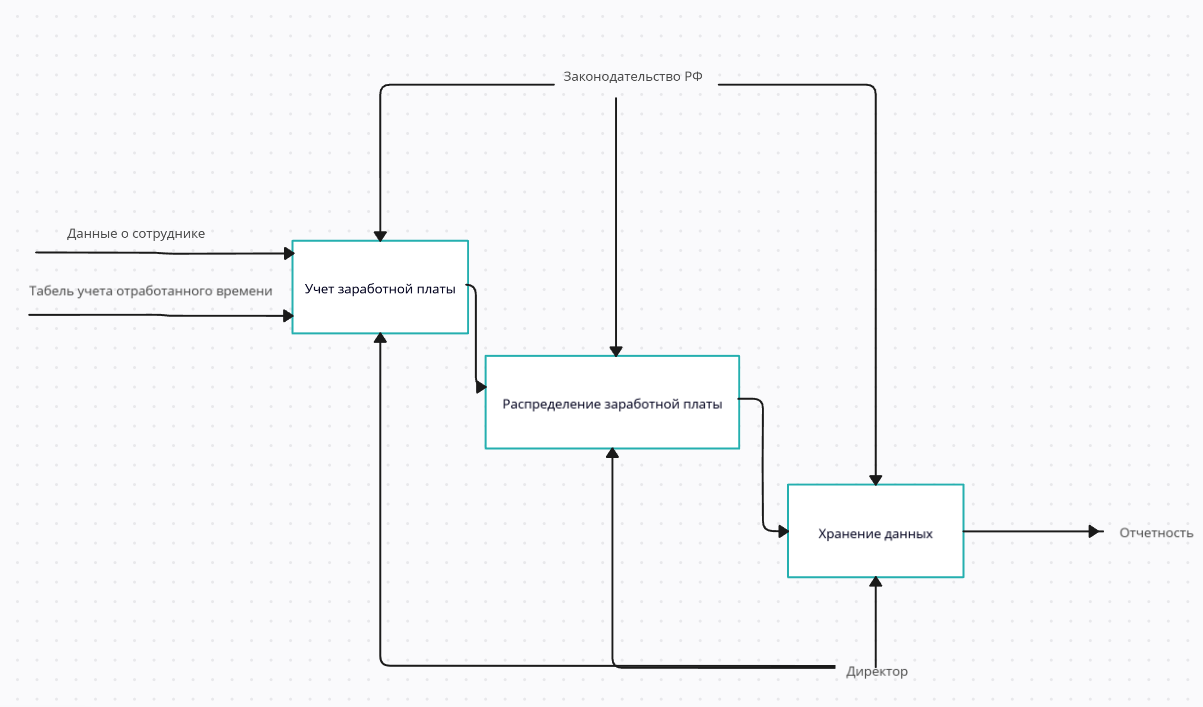 Законодательство РФ
Данные о сотруднике
Табель учета отработанного времени
Учет заработной платы
Распределение заработной платы
Хранение данных
Отчетность
Директор